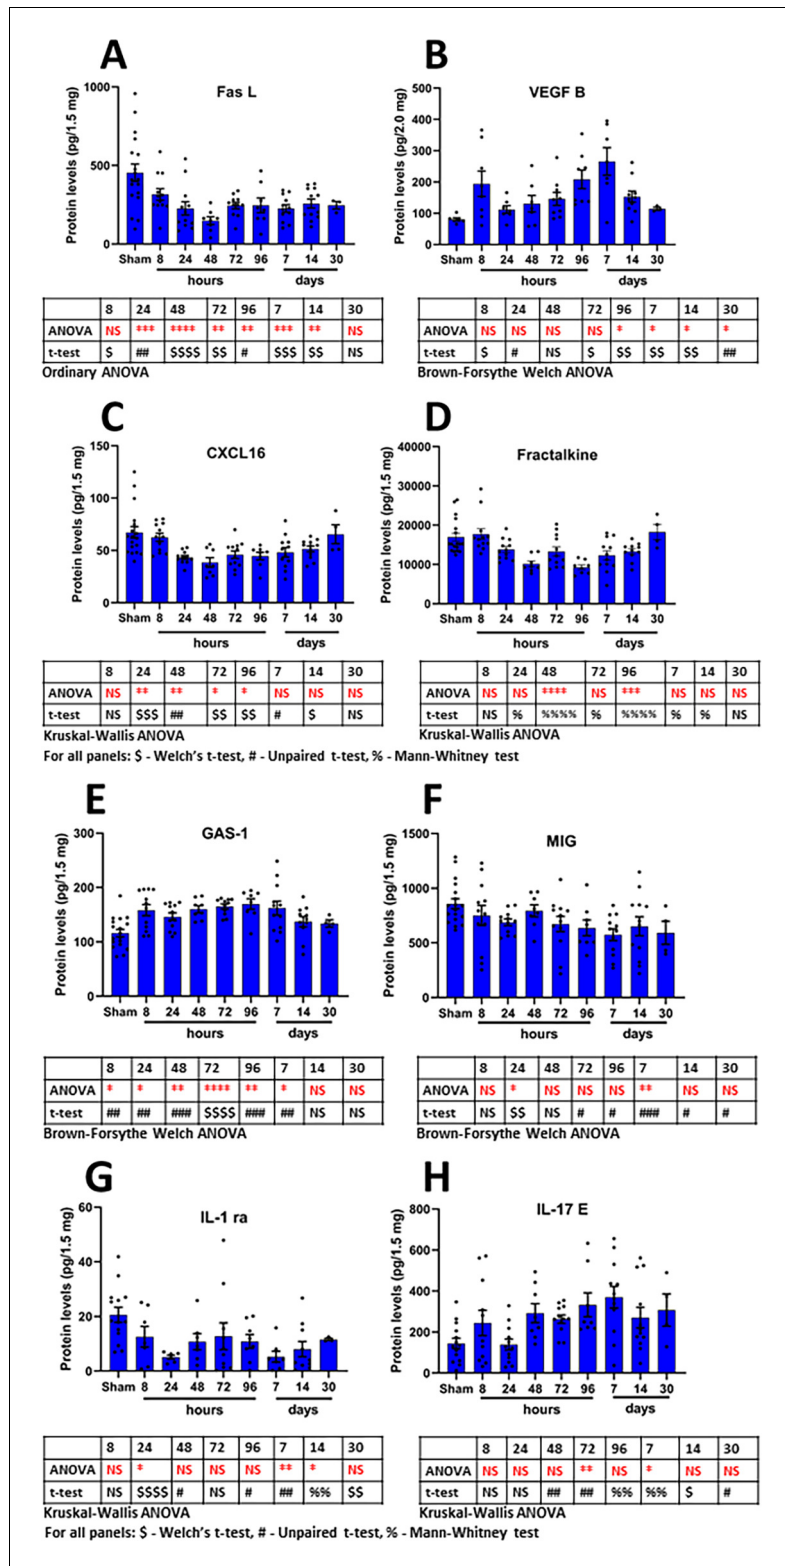 A
Fas L
Protein levels (pg/1.5 mg)
1000
500
0
Sham 8 24 48 72 96 7 14 30
hours days
8 24 48 72 96 7 14 30
ANOVA NS *** **** ** ** *** ** NS
t-test $ ## $$$$ $$ # $$$ $$ NS
Ordinary ANOVA
B
VEGF B
Protein levels (pg/2.0 mg)
500
400
300
200
100
0
Sham 8 24 48 72 96 7 14 30
hours days
8 24 48 72 96 7 14 30
ANOVA NS NS NS NS * * * *
t-test $ # NS $ $$ $$ $$ ##
Brown-Forsythe Welch ANOVA
C
CXCL16
Protein levels (pg/1.5 mg)
150
100
50
0
Sham 8 24 48 72 96 7 14 30
hours days
8 24 48 72 96 7 14 30
ANOVA NS ** ** * * NS NS NS
t-test NS $$$ ## $$ $$ # $ NS
Kruskal-Wallis ANOVA
D
Fractalkine
Protein levels (pg/1.5 mg)
40000
30000
20000
10000
0
Sham 8 24 48 72 96 7 14 30
hours days
8 24 48 72 96 7 14 30
ANOVA NS NS **** NS *** NS NS NS
t-test NS % %%%% % %%%% % % NS
Kruskal-Wallis ANOVA
For all panels: $ - Welch's t-test, # - Unpaired t-test, % - Mann-Whitney test
E
GAS-1
Protein levels (pg/1.5 mg)
300
200
100
0
Sham 8 24 48 72 96 7 14 30
hours days
8 24 48 72 96 7 14 30
ANOVA * * ** **** ** * NS NS
t-test ## ## ### $$$$ ### ## NS NS
Brown-Forsythe Welch ANOVA
F
MIG
Protein levels (pg/1.5 mg)
1500
1000
500
0
Sham 8 24 48 72 96 7 14 30
hours days
8 24 48 72 96 7 14 30
ANOVA NS * NS NS NS ** NS NS
t-test NS $$ NS # # ### # #
Brown-Forsythe Welch ANOVA
G
IL-1 ra
Protein levels (pg/1.5 mg)
60
40
20
0
Sham 8 24 48 72 96 7 14 30
hours days
8 24 48 72 96 7 14 30
ANOVA NS * NS NS NS ** * NS
t-test NS $$$$ # NS # ## %% $$
Kruskal-Wallis ANOVA
H
IL-17 E
Protein levels (pg/1.5 mg)
800
600
400
200
0
Sham 8 24 48 72 96 7 14 30
hours days
8 24 48 72 96 7 14 30
ANOVA NS NS NS ** NS * NS NS
t-test NS NS ## ## %% %% $ #
Kruskal-Wallis ANOVA
For all panels: $ - Welch's t-test, # - Unpaired t-test, % - Mann-Whitney test